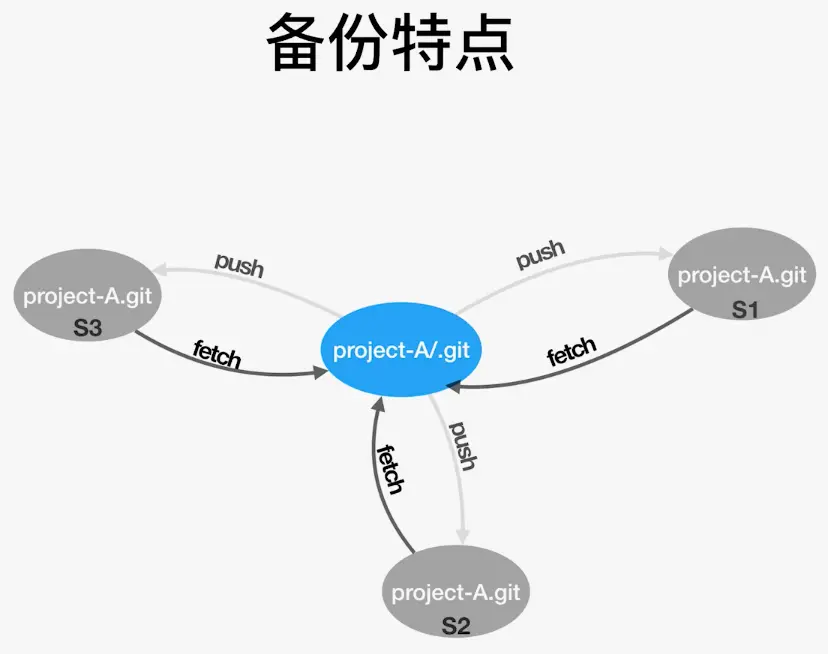 备份特点
push
push
project-A.git
S1
project-A.git
S3
project-A/.git
fetch
fetch
push
fetch
project-A.git
S2